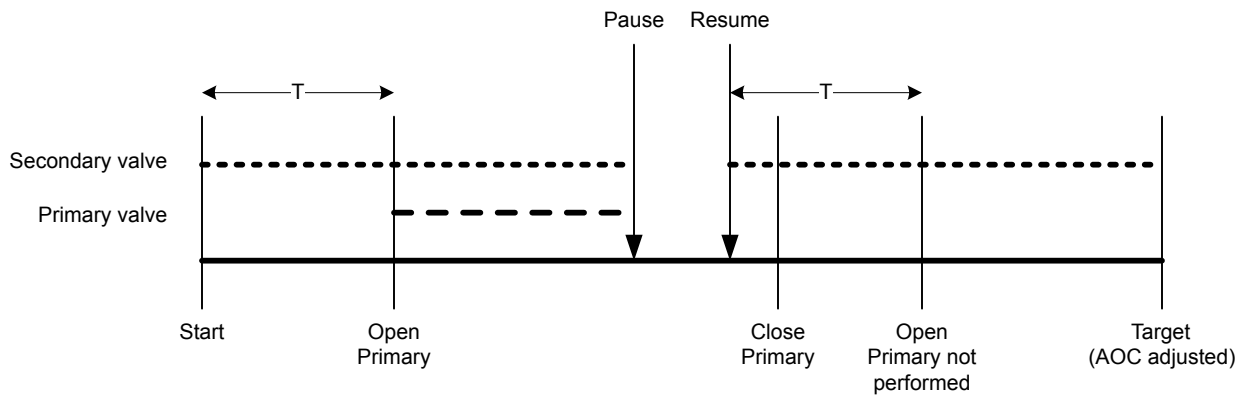 Pause
Resume
T
T
Secondary valve
Primary valve
Start
Open
Primary
Close
Primary
Open
Primary not
performed
Target
(AOC adjusted)